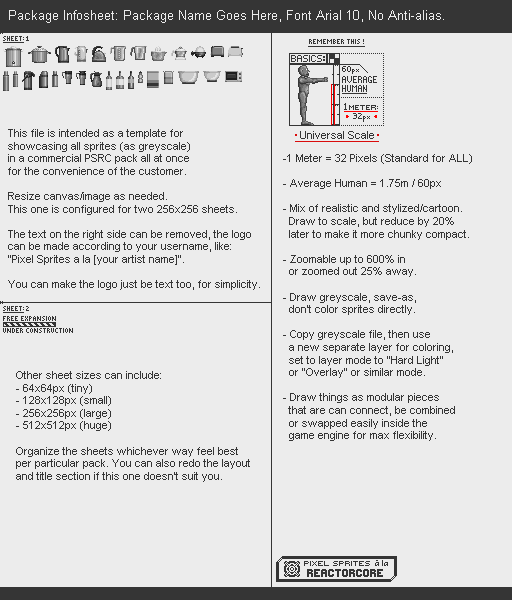 Package Infosheet: Package Name Goes Here, Font Arial 10, No Anti-alias.
SHEET:1
This file is intended as a template for
showcasing all sprites (as greyscale)
in a commercial PSRC pack all at once
for the convenience of the customer.
Resize canvas/image as needed.
This one is configured for two 256x256 sheets.
The text on the right side can be removed, the logo
can be made according to your username, like:
"Pixel Sprites a la [your artist name]".
You can make the logo just be text too, for simplicity.
SHEET:2
FREE EXPANSION
UNDER CONSTRUCTION
Other sheet sizes can include:
- 64x64px (tiny)
- 128x128px (small)
- 256x256px (large)
- 512x512px (huge)
Organize the sheets whichever way feel best
per particular pack. You can also redo the layout
and title section if this one doesn't suit you.
REMEMBER THIS!
BASICS:
60px
AVERAGE
HUMAN
1 METER:
32px
Universal Scale
-1 Meter = 32 Pixels (Standard for ALL)
- Average Human = 1.75m / 60px
- Mix of realistic and stylized/cartoon.
Draw to scale, but reduce by 20%
later to make it more chunky compact.
- Zoomable up to 600% in
or zoomed out 25% away.
- Draw greyscale, save-as,
don't color sprites directly.
- Copy greyscale file, then use
a new separate layer for coloring,
set to layer mode to "Hard Light"
or "Overlay" or similar mode.
- Draw things as modular pieces
that are can connect, be combined
or swapped easily inside the
game engine for max flexibility.
PIXEL SPRITES à la
REACTORCORE